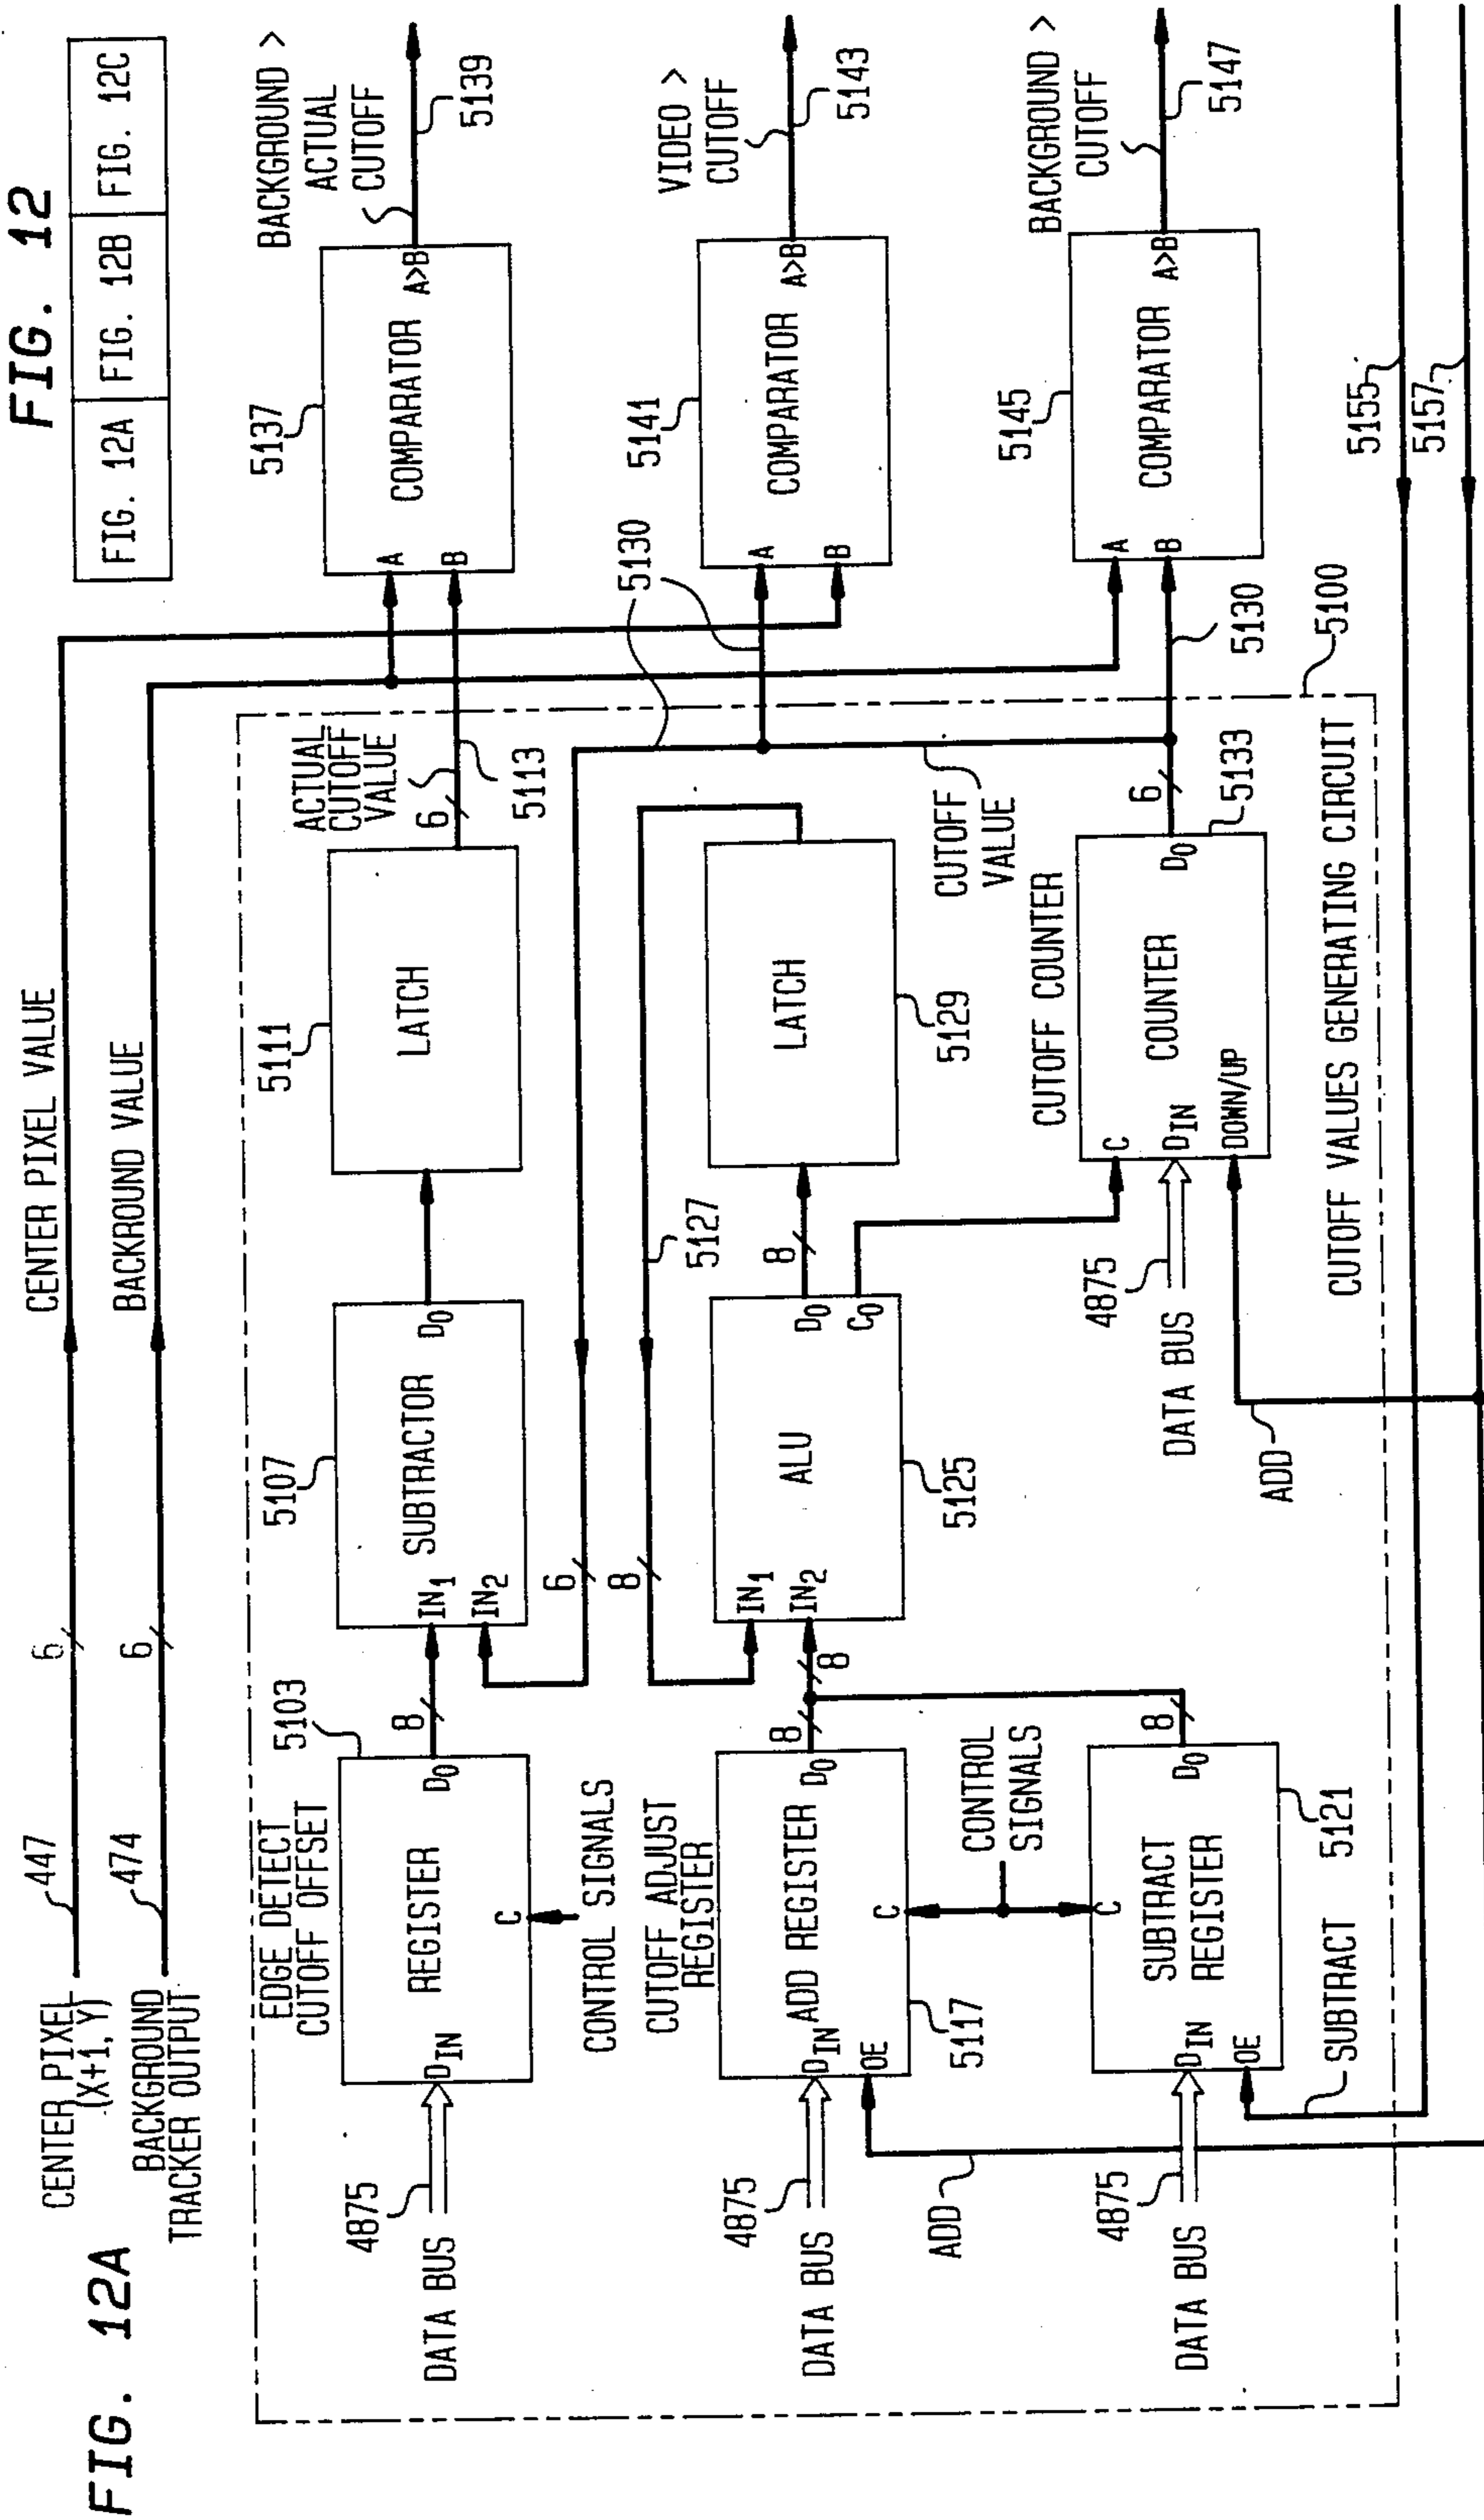 FIG. 12A
FIG. 12
FIG. 12A
FIG. 12B
FIG. 12C
CENTER PIXEL
(X+1,Y)
447
6
CENTER PIXEL VALUE
BACKGROUND
TRACKER OUTPUT
474
6
BACKROUND VALUE
DATA BUS
4875
EDGE DETECT
CUTOFF OFFSET
5103
DIN
REGISTER
D0
C
CONTROL SIGNALS
8
5107
IN1
IN2
SUBTRACTOR
D0
5111
LATCH
ACTUAL
CUTOFF
VALUE
6
5113
5137
A
B
COMPARATOR
A>B
BACKGROUND >
ACTUAL
CUTOFF
5139
6
8
5127
5130
DATA BUS
4875
CUTOFF ADJUST
REGISTER
DIN
ADD REGISTER
D0
OE
C
5117
8
8
IN1
IN2
ALU
D0
C0
5125
8
LATCH
5129
CUTOFF
VALUE
5141
A
B
COMPARATOR
A>B
VIDEO >
CUTOFF
5143
CONTROL
SIGNALS
ADD
DATA BUS
4875
DIN
OE
C
SUBTRACT
REGISTER
D0
8
5121
SUBTRACT
DATA BUS
4875
ADD
CUTOFF COUNTER
C
DIN
DOWN/UP
COUNTER
D0
6
5133
5130
5145
A
B
COMPARATOR
A>B
BACKGROUND >
CUTOFF
5147
CUTOFF VALUES GENERATING CIRCUIT
5100
5155
5157